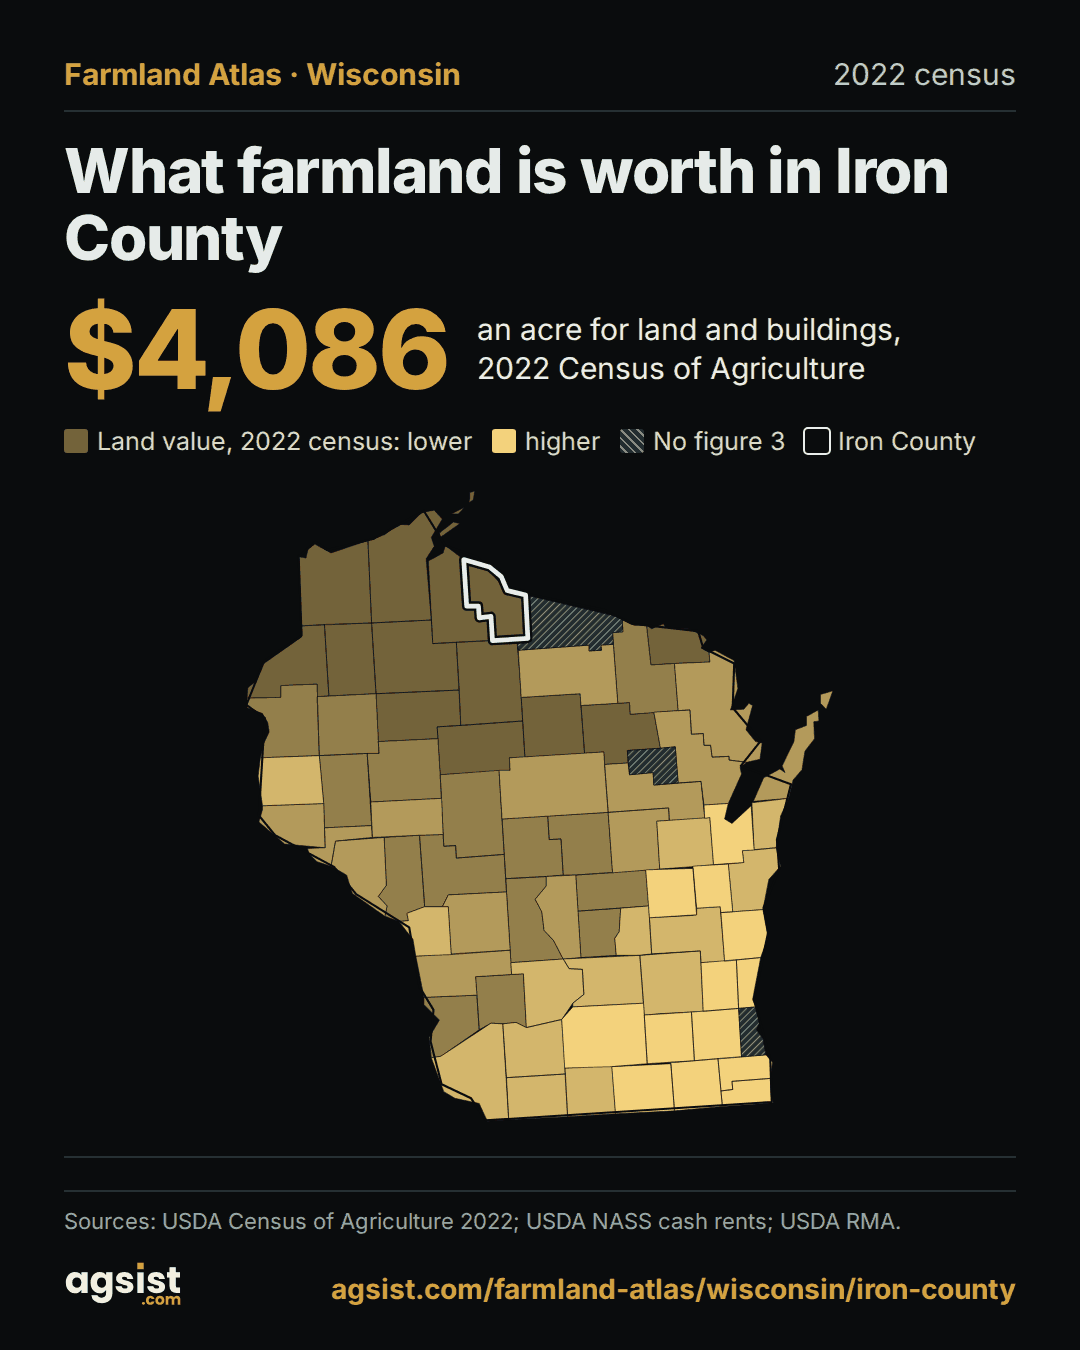 Farmland Atlas · Wisconsin
2022 census
What farmland is worth in Iron
County
$4,086
an acre for land and buildings,
2022 Census of Agriculture
Land value, 2022 census: lower
higher
No figure 3
Iron County
Sources: USDA Census of Agriculture 2022; USDA NASS cash rents; USDA RMA.
agsist
.com
agsist.com/farmland-atlas/wisconsin/iron-county